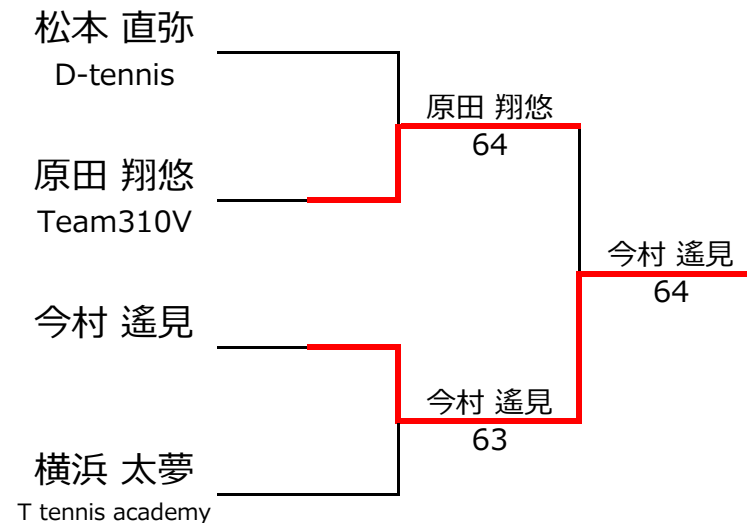 松本 直弥
D-tennis
原田 翔悠
64
原田 翔悠
Team310V
今村 遙見
64
今村 遙見
今村 遙見
63
横浜 太夢
T tennis academy